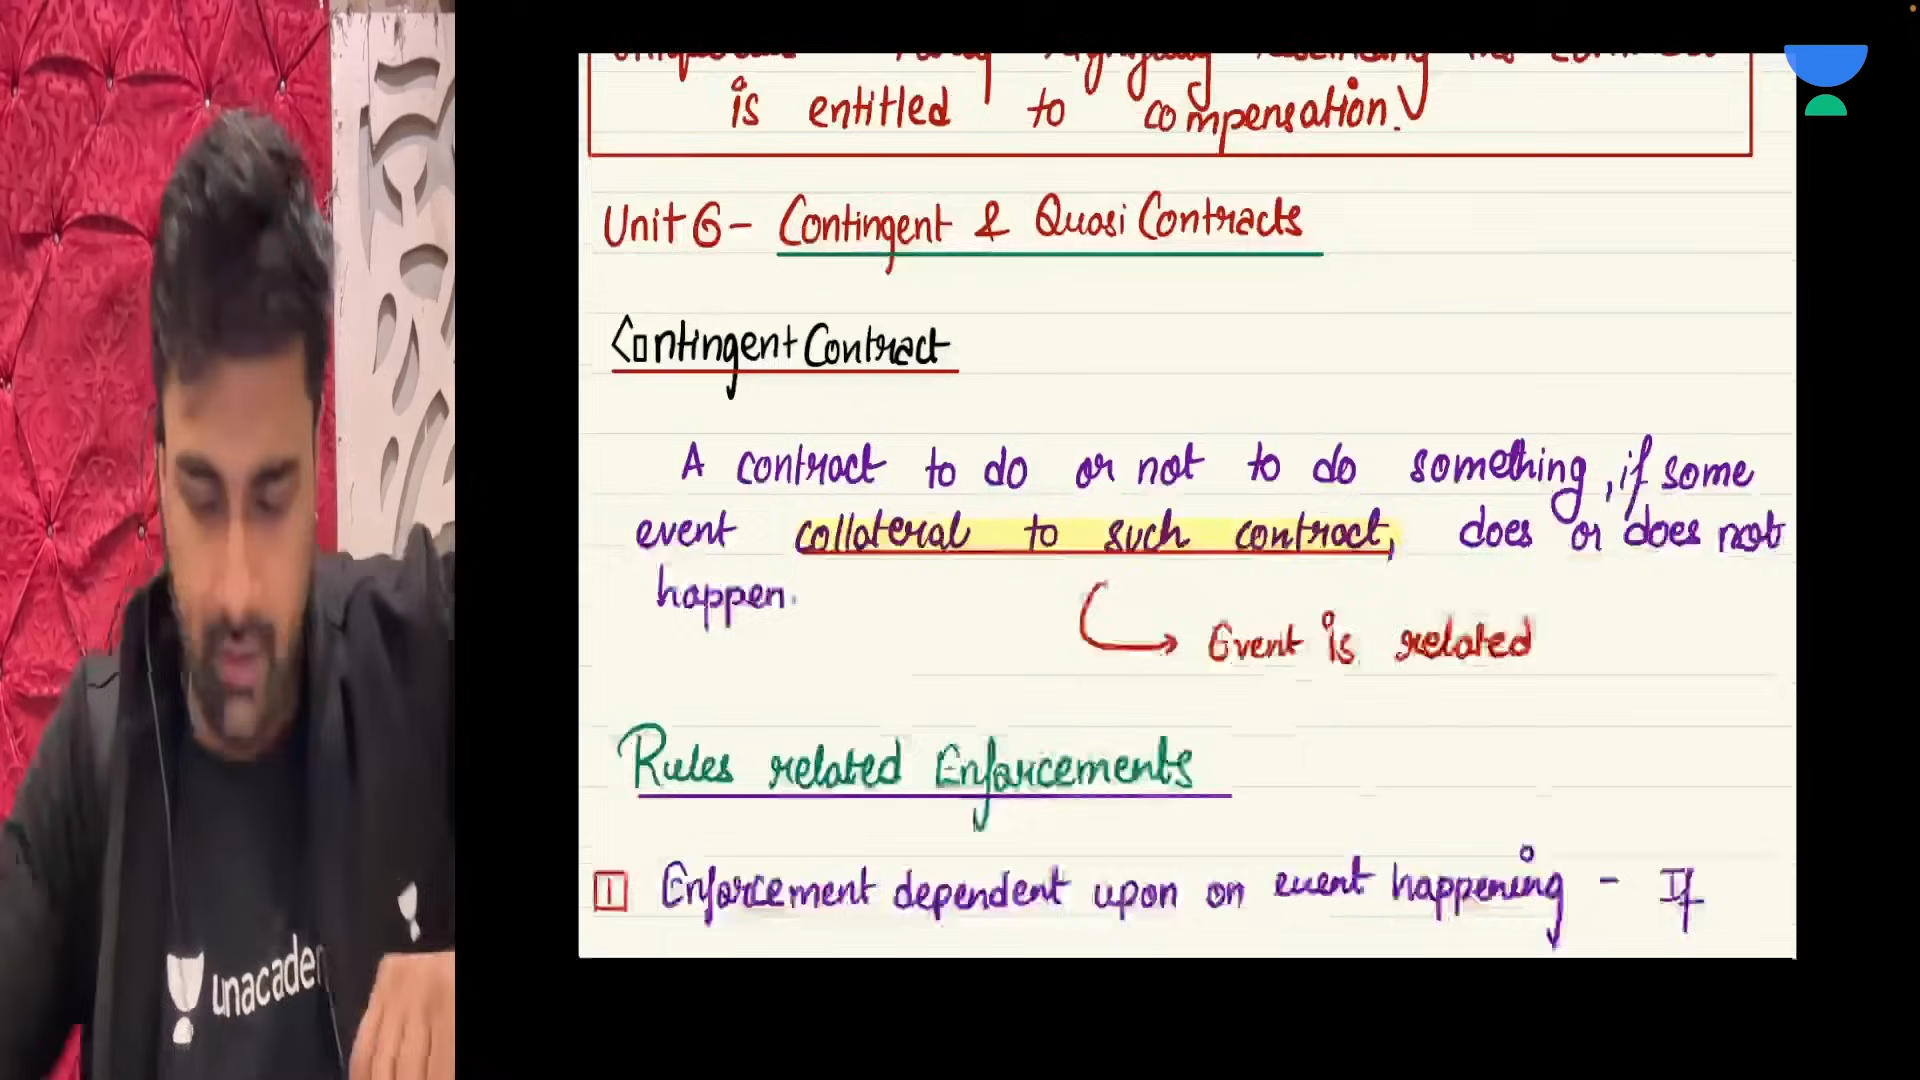 is entitled to compensation.
Unit 6 - Contingent & Quasi Contracts
Contingent Contract
A contract to do or not to do something, if some
event collateral to such contract, does or does not
happen.
Event is related
Rules related Enforcements
1 Enforcement dependent upon on event happening - If
unacadem